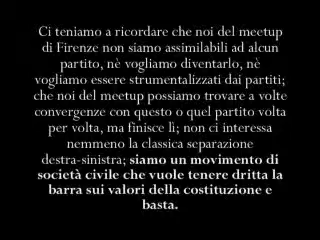 Ci teniamo a ricordare che noi del meetup
di Firenze non siamo assimilabili ad alcun
partito, nè vogliamo diventarlo, nè
vogliamo essere strumentalizzati dai partiti;
che noi del meetup possiamo trovare a volte
convergenze con questo o quel partito volta
per volta, ma finisce lì; non ci interessa
nemmeno la classica separazione
destra-sinistra; siamo un movimento di
società civile che vuole tenere dritta la
barra sui valori della costituzione e
basta.